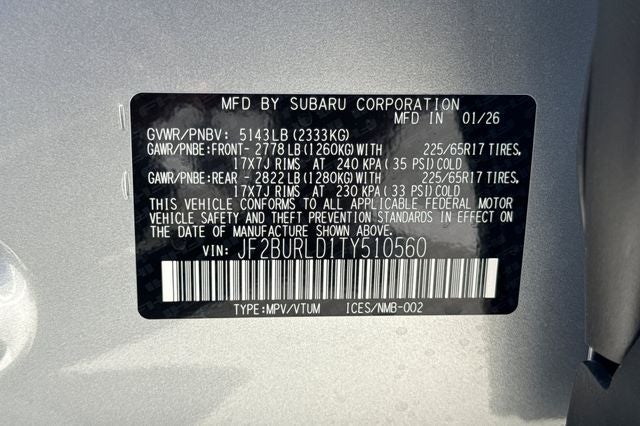 MFD BY SUBARU CORPORATION
MFD IN 01/26
GVWR/PNBV: 5143LB(2333KG)
GAWR/PNBE:FRONT- 2778 LB(1260KG)WITH 225/65R17 TIRES,
17X7J RIMS AT 240 KPA(35 PSI)COLD
GAWR/PNBE:REAR - 2822 LB(1280KG)WITH 225/65R17 TIRES,
17X7J RIMS AT 230 KPA(33 PSI)COLD
THIS VEHICLE CONFORMS TO ALL APPLICABLE FEDERAL MOTOR
VEHICLE SAFETY AND THEFT PREVENTION STANDARDS IN EFFECT
ON THE DATE OF MANUFACTURE SHOWN ABOVE.
VIN: JF2BURLD1TY510560
TYPE:MPV/VTUM ICES/NMB-002